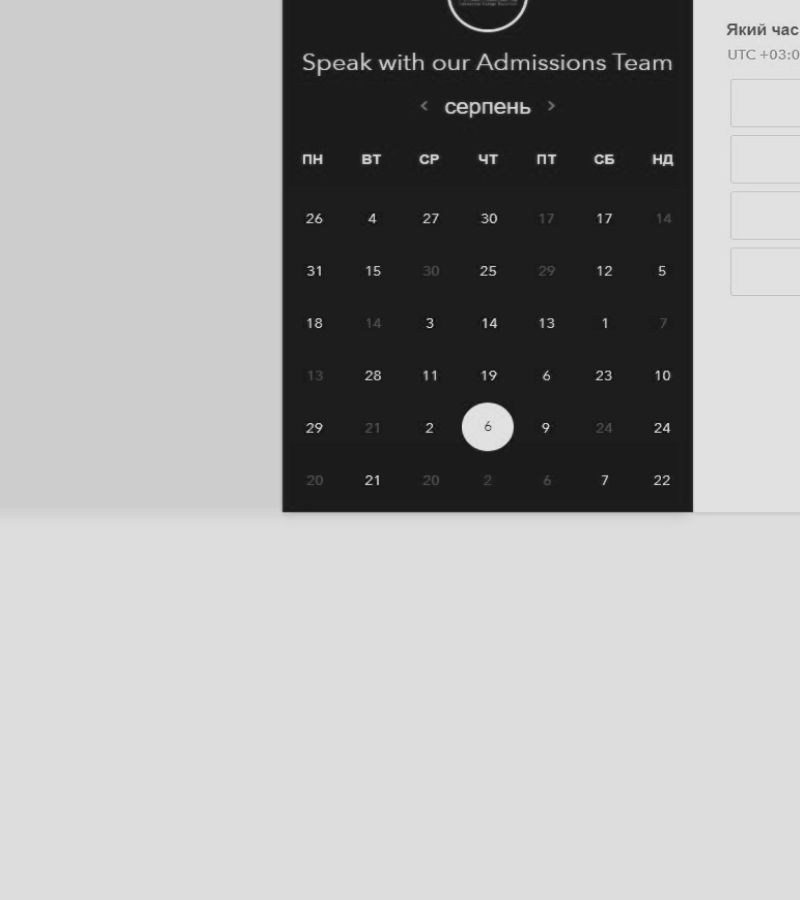 Speak with our Admissions Team
Який час
UTC +03:0
< серпень >
ПН ВТ СР ЧТ ПТ СБ НД
26 4 27 30 17 17 14
31 15 30 25 29 12 5
18 14 3 14 13 1 7
13 28 11 19 6 23 10
29 21 2 6 9 24 24
20 21 20 2 6 7 22